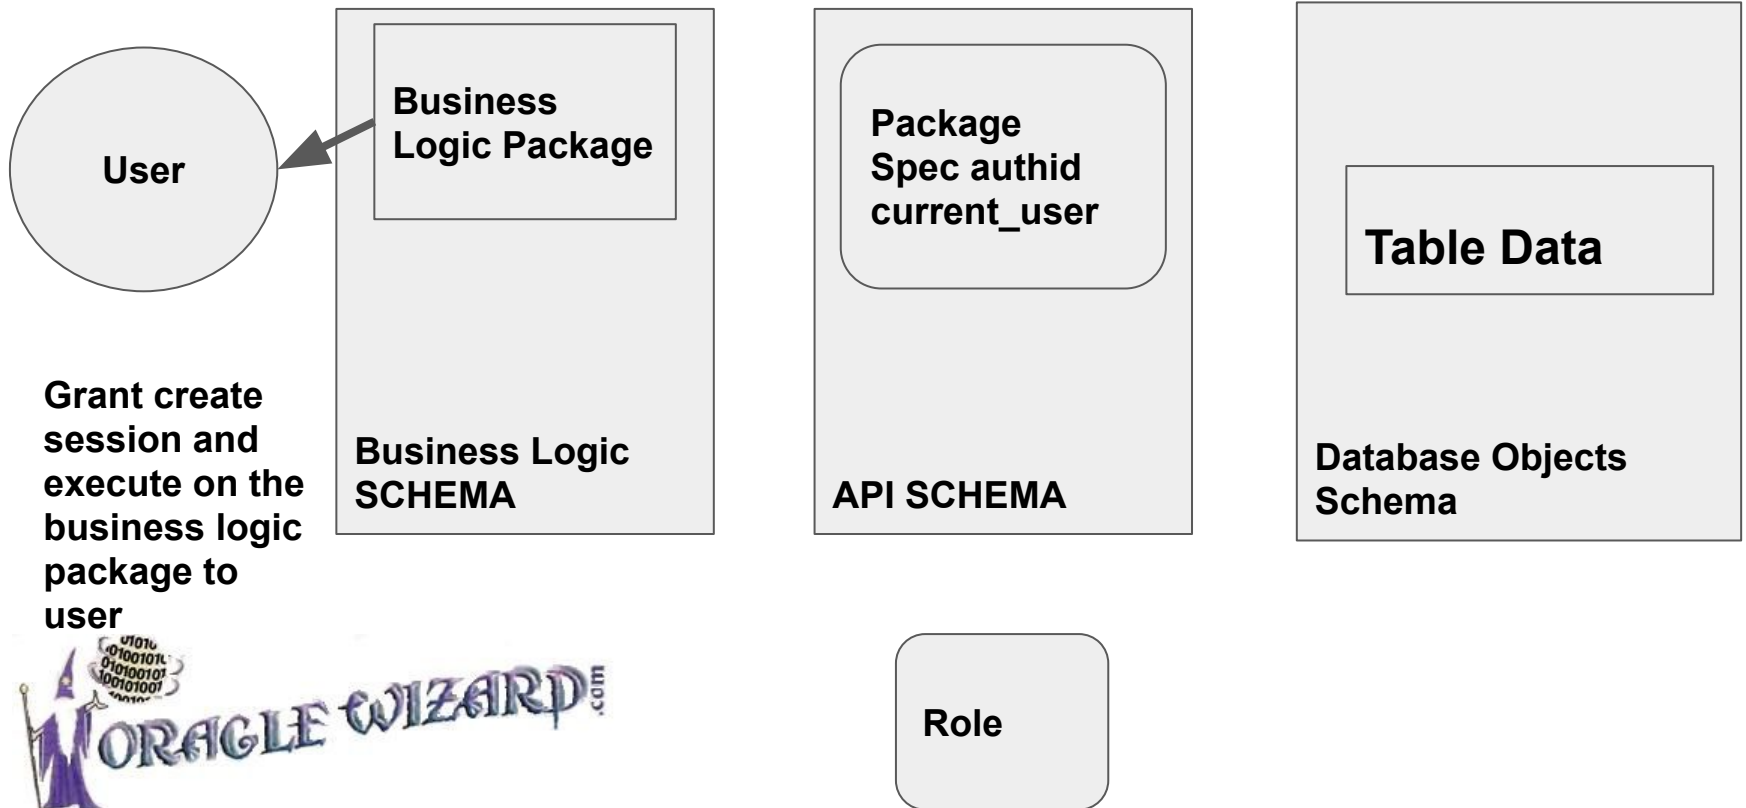 User
Business
Logic Package
Package
Spec authid
current_user
Table Data
Grant create
session and
execute on the
business logic
package to
user
Business Logic
SCHEMA
API SCHEMA
Database Objects
Schema
Role
ORACLE WIZARD
.com